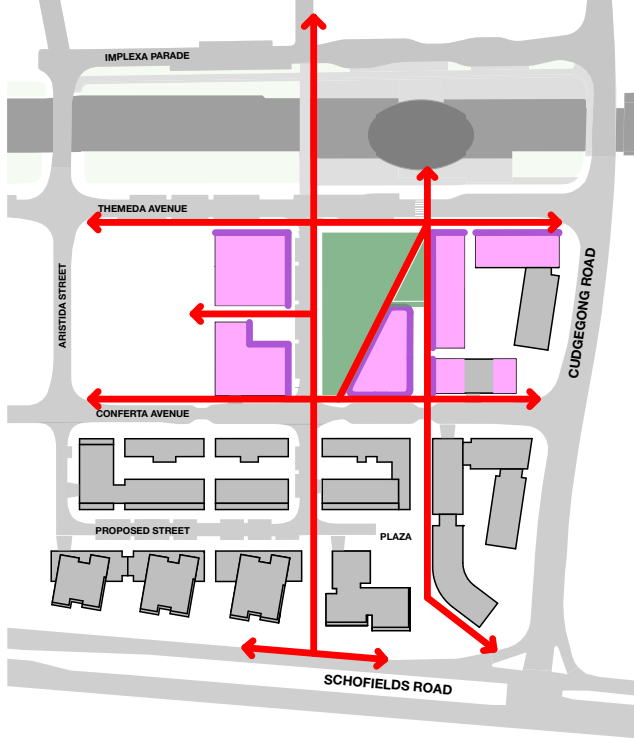 IMPLEXA PARADE
THEMEDA AVENUE
ARISTIDA STREET
CUDGEGONG ROAD
CONFERTA AVENUE
PROPOSED STREET
PLAZA
SCHOFIELDS ROAD